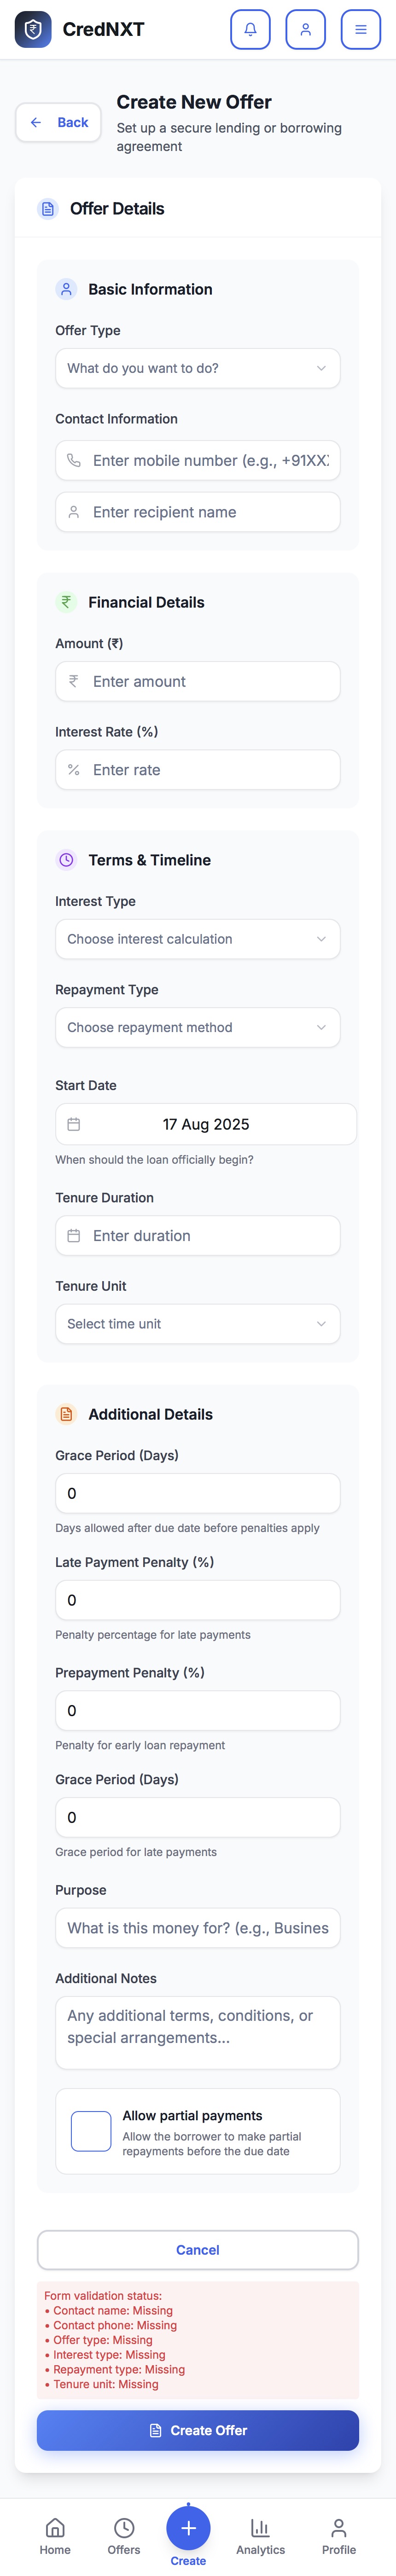 CredNXT
Back
Create New Offer
Set up a secure lending or borrowing
agreement
Offer Details
Basic Information
Offer Type
What do you want to do?
Contact Information
Enter mobile number (e.g., +91XX
Enter recipient name
₹ Financial Details
Amount (₹)
₹ Enter amount
Interest Rate (%)
% Enter rate
Terms & Timeline
Interest Type
Choose interest calculation
Repayment Type
Choose repayment method
Start Date
17 Aug 2025
When should the loan officially begin?
Tenure Duration
Enter duration
Tenure Unit
Select time unit
Additional Details
Grace Period (Days)
0
Days allowed after due date before penalties apply
Late Payment Penalty (%)
0
Penalty percentage for late payments
Prepayment Penalty (%)
0
Penalty for early loan repayment
Grace Period (Days)
0
Grace period for late payments
Purpose
What is this money for? (e.g., Busines
Additional Notes
Any additional terms, conditions, or
special arrangements...
Allow partial payments
Allow the borrower to make partial
repayments before the due date
Cancel
Form validation status:
• Contact name: Missing
• Contact phone: Missing
• Offer type: Missing
• Interest type: Missing
• Repayment type: Missing
• Tenure unit: Missing
Create Offer
Home Offers Create Analytics Profile